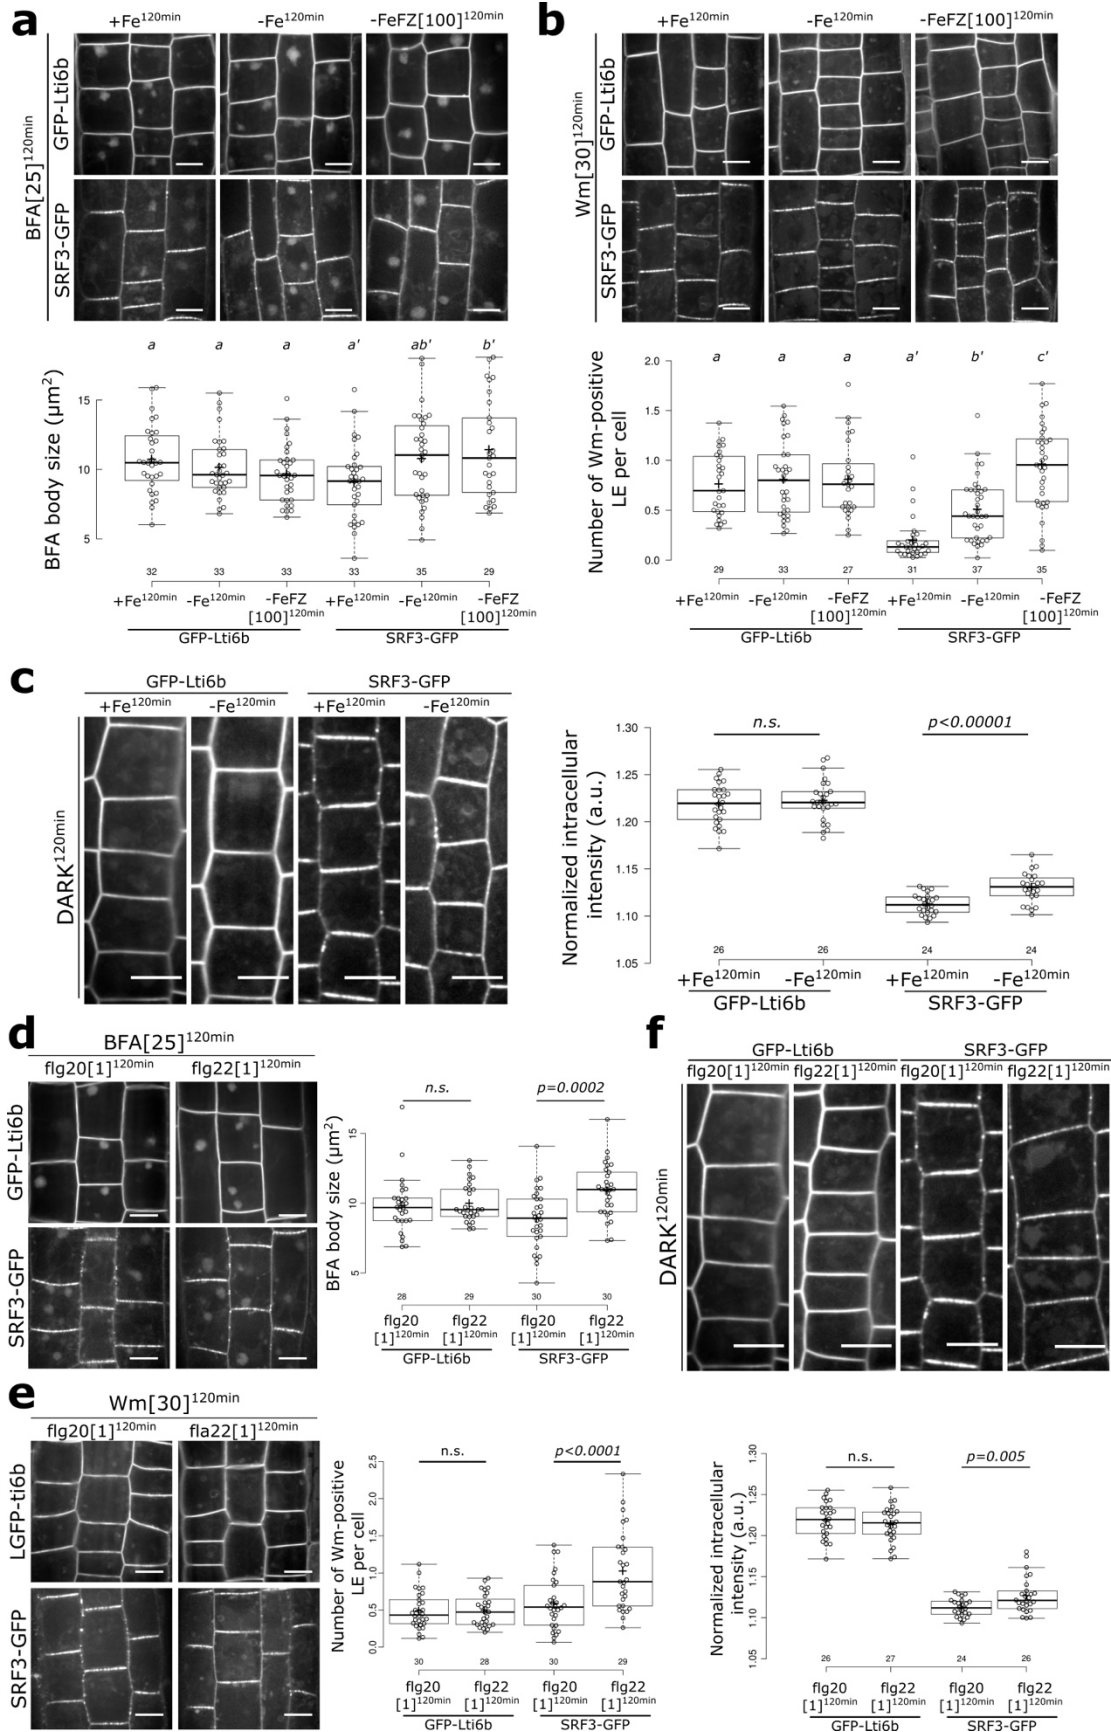 a
+Fe120min
-Fe120min
-FeFZ[100]120min
BFA[25]120min
GFP-Lti6b
SRF3-GFP
BFA body size (µm2)
a a a a' ab' b'
15
10
5
32 33 33 33 35 29
+Fe120min -Fe120min -FeFZ +Fe120min -Fe120min -FeFZ
[100]120min [100]120min
GFP-Lti6b SRF3-GFP
b
+Fe120min
-Fe120min
-FeFZ[100]120min
Wm[30]120min
GFP-Lti6b
SRF3-GFP
Number of Wm-positive
LE per cell
a a a a' b' c'
2.0
1.5
1.0
0.5
0.0
29 33 27 31 37 35
+Fe120min -Fe120min -FeFZ +Fe120min -Fe120min -FeFZ
[100]120min [100]120min
GFP-Lti6b SRF3-GFP
c
GFP-Lti6b SRF3-GFP
+Fe120min -Fe120min +Fe120min -Fe120min
DARK120min
Normalized intracellular
intensity (a.u.)
n.s. p<0.00001
1.30
1.25
1.20
1.15
1.10
1.05
26 26 24 24
+Fe120min -Fe120min +Fe120min -Fe120min
GFP-Lti6b SRF3-GFP
d
BFA[25]120min
flg20[1]120min flg22[1]120min
GFP-Lti6b
SRF3-GFP
BFA body size (µm2)
n.s. p=0.0002
15
10
5
28 29 30 30
flg20 flg22 flg20 flg22
[1]120min [1]120min [1]120min [1]120min
GFP-Lti6b SRF3-GFP
e
Wm[30]120min
flg20[1]120min fla22[1]120min
LGFP-ti6b
SRF3-GFP
Number of Wm-positive
LE per cell
n.s. p<0.0001
2.5
2.0
1.5
1.0
0.5
0.0
30 28 30 29
flg20 flg22 flg20 flg22
[1]120min [1]120min [1]120min [1]120min
GFP-Lti6b SRF3-GFP
f
GFP-Lti6b SRF3-GFP
flg20[1]120min flg22[1]120min flg20[1]120min flg22[1]120min
DARK120min
Normalized intracellular
intensity (a.u.)
n.s. p=0.005
1.30
1.25
1.20
1.15
1.10
1.05
26 27 24 26
flg20 flg22 flg20 flg22
[1]120min [1]120min [1]120min [1]120min
GFP-Lti6b SRF3-GFP